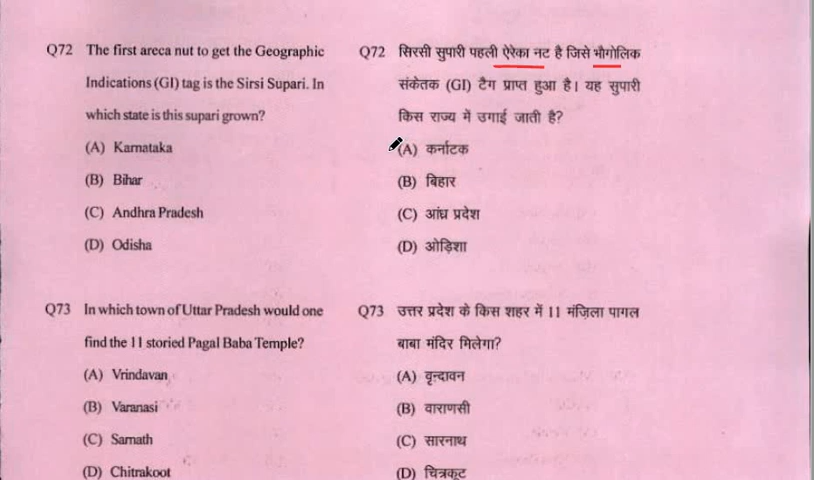 Q72 The first areca nut to get the Geographic
Indications (GI) tag is the Sirsi Supari. In
which state is this supari grown?
(A) Karnataka
(B) Bihar
(C) Andhra Pradesh
(D) Odisha
Q72 सिरसी सुपारी पहली ऐरेका नट है जिसे भौगोलिक
संकेतक (GI) टैग प्राप्त हुआ है। यह सुपारी
किस राज्य में उगाई जाती है?
(A) कर्नाटक
(B) बिहार
(C) आंध्र प्रदेश
(D) ओड़िशा
Q73 In which town of Uttar Pradesh would one
find the 11 storied Pagal Baba Temple?
(A) Vrindavan
(B) Varanasi
(C) Sarnath
(D) Chitrakoot
Q73 उत्तर प्रदेश के किस शहर में 11 मंज़िला पागल
बाबा मंदिर मिलेगा?
(A) वृन्दावन
(B) वाराणसी
(C) सारनाथ
(D) चित्रकूट